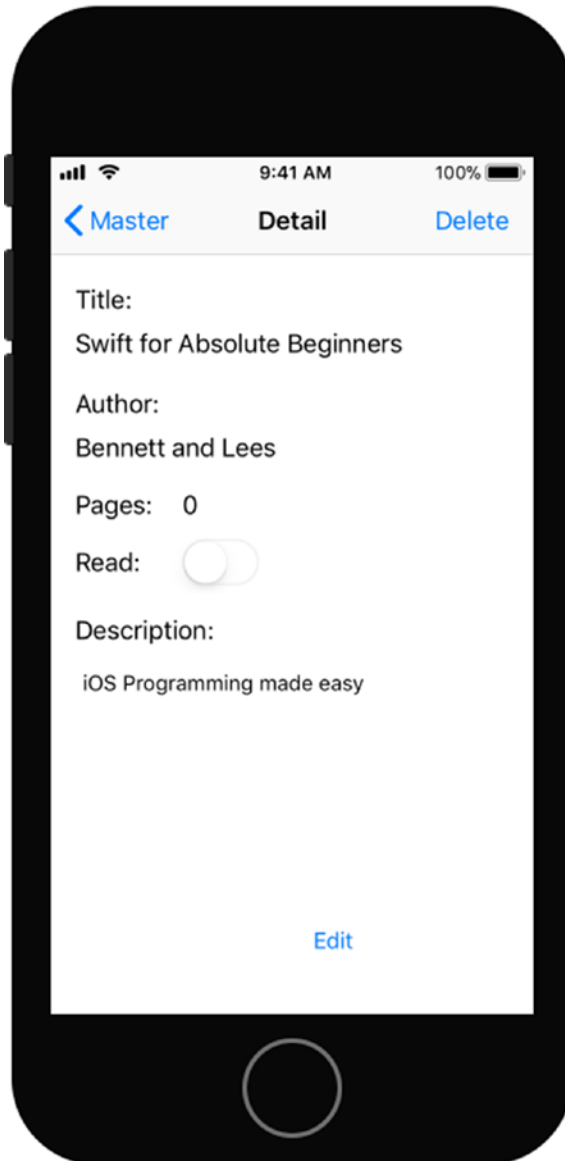 9:41 AM 100%
Master Detail Delete
Title:
Swift for Absolute Beginners
Author:
Bennett and Lees
Pages: 0
Read:
Description:
iOS Programming made easy
Edit